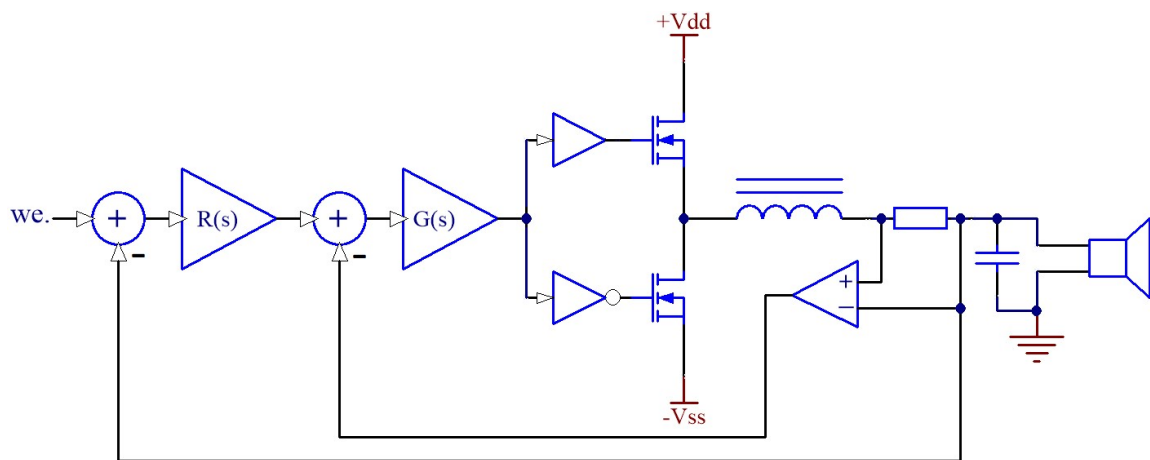 +Vdd
we.
+
R(s)
+
G(s)
-
-
+
-
-Vss